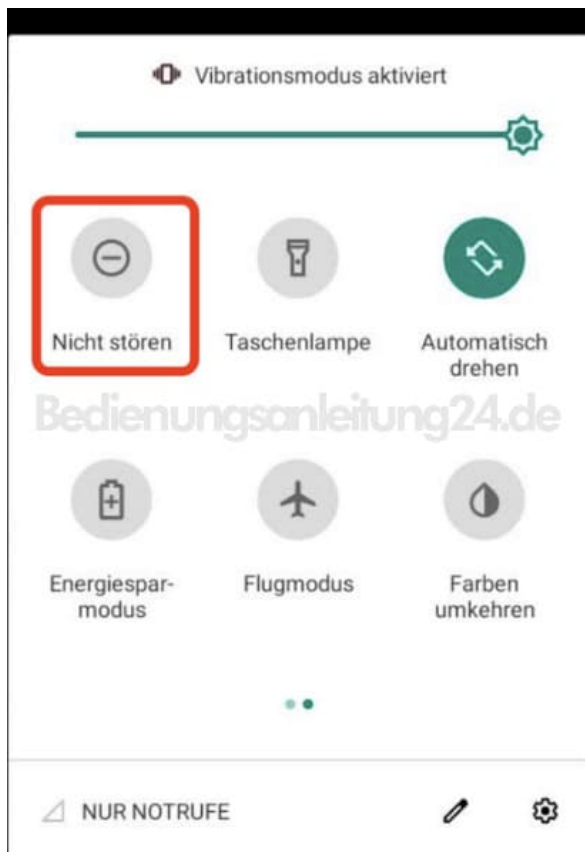 Vibrationsmodus aktiviert
Nicht stören
Taschenlampe
Automatisch
drehen
Bedienungsanleitung24.de
Energiespar-
modus
Flugmodus
Farben
umkehren
NUR NOTRUFE